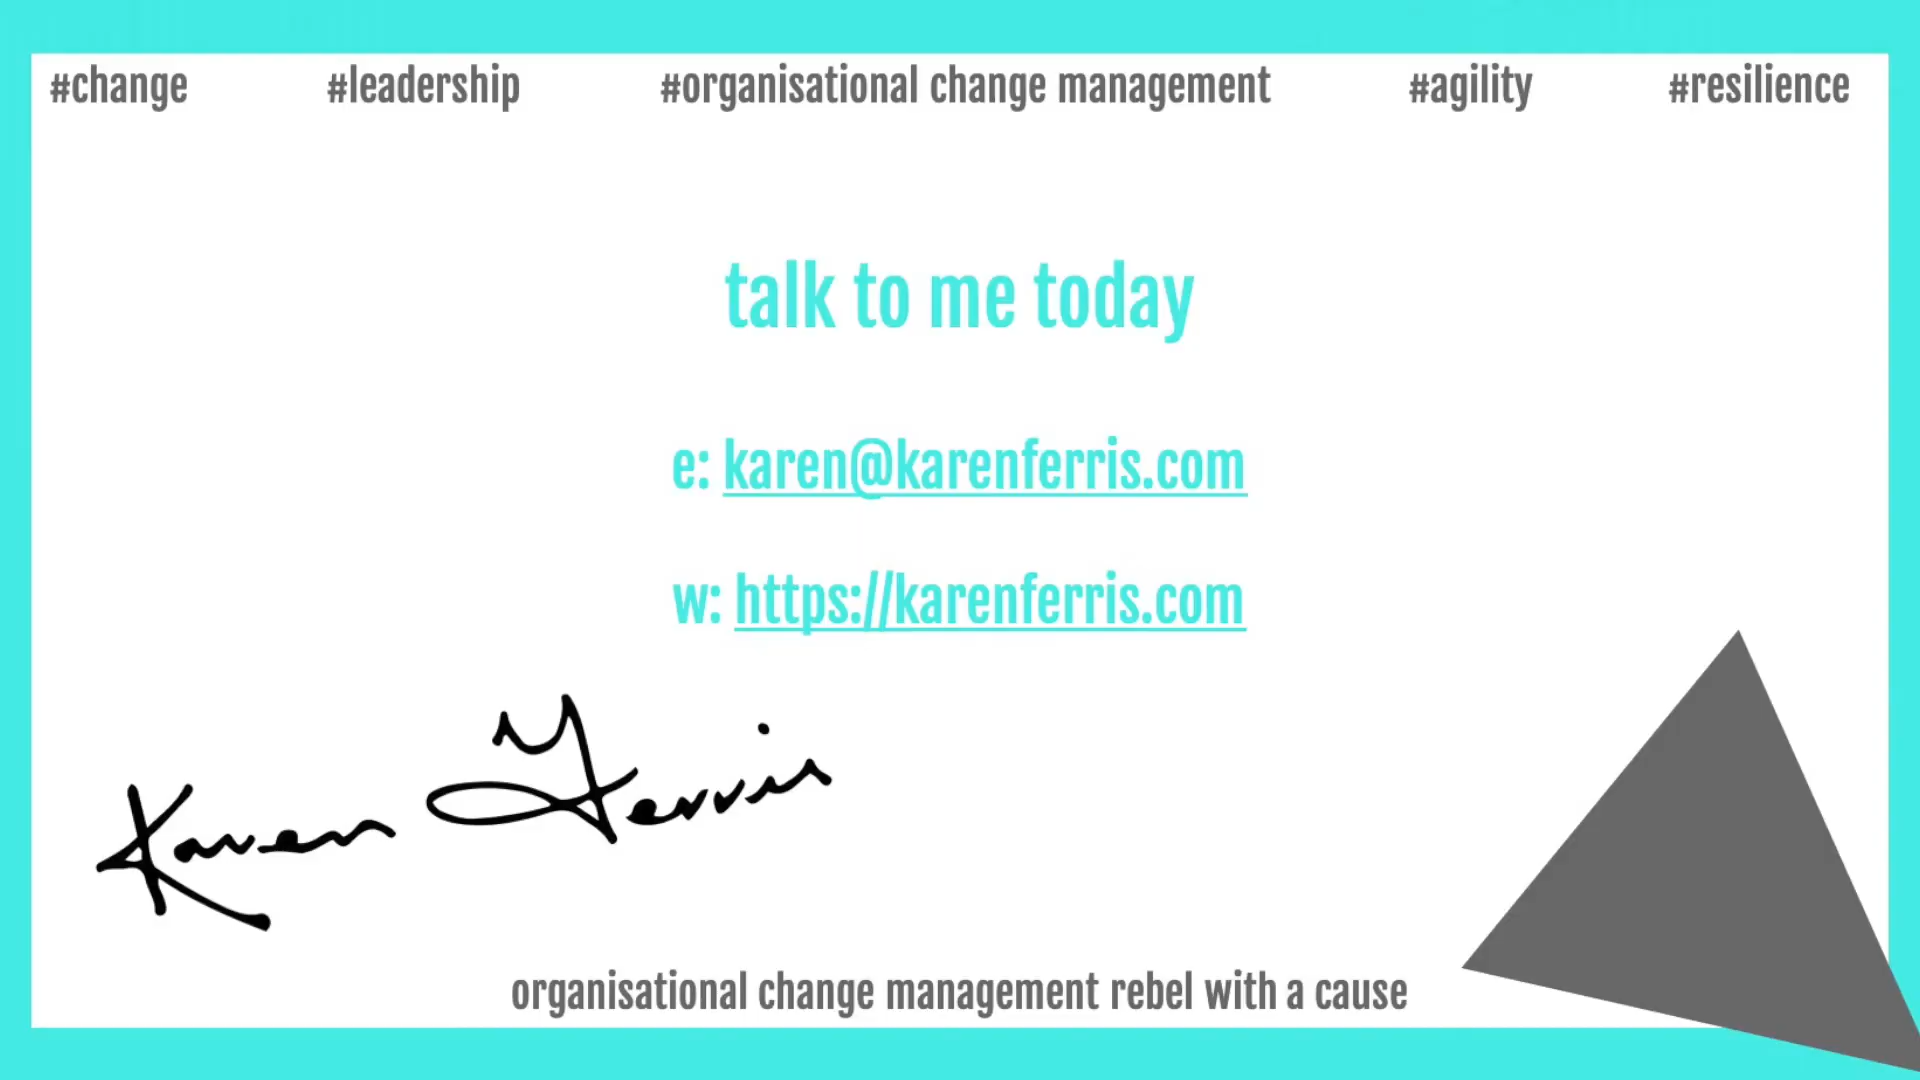 #change #leadership #organisational change management #agility #resilience
talk to me today
e: karen@karenferris.com
w: https://karenferris.com
Karen Ferris
organisational change management rebel with a cause